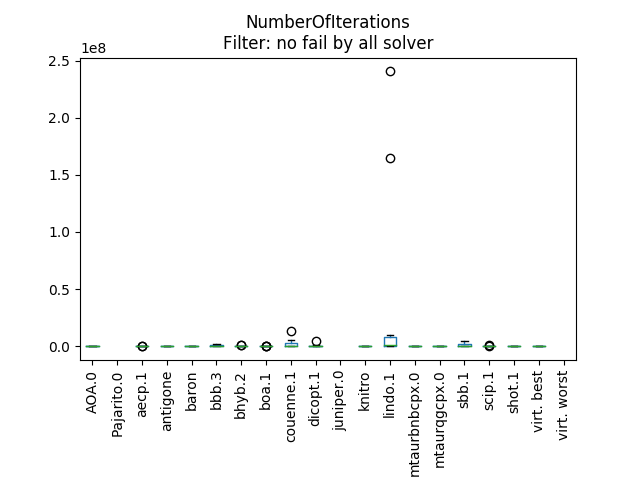 NumberOfIterations
Filter: no fail by all solver
1e8
2.5
2.0
1.5
1.0
0.5
0.0
AOA.0
Pajarito.0
aecp.1
antigone
baron
bbb.3
bhyb.2
boa.1
couenne.1
dicopt.1
juniper.0
knitro
lindo.1
mtaurbnbcpx.0
mtaurqgcpx.0
sbb.1
scip.1
shot.1
virt. best
virt. worst